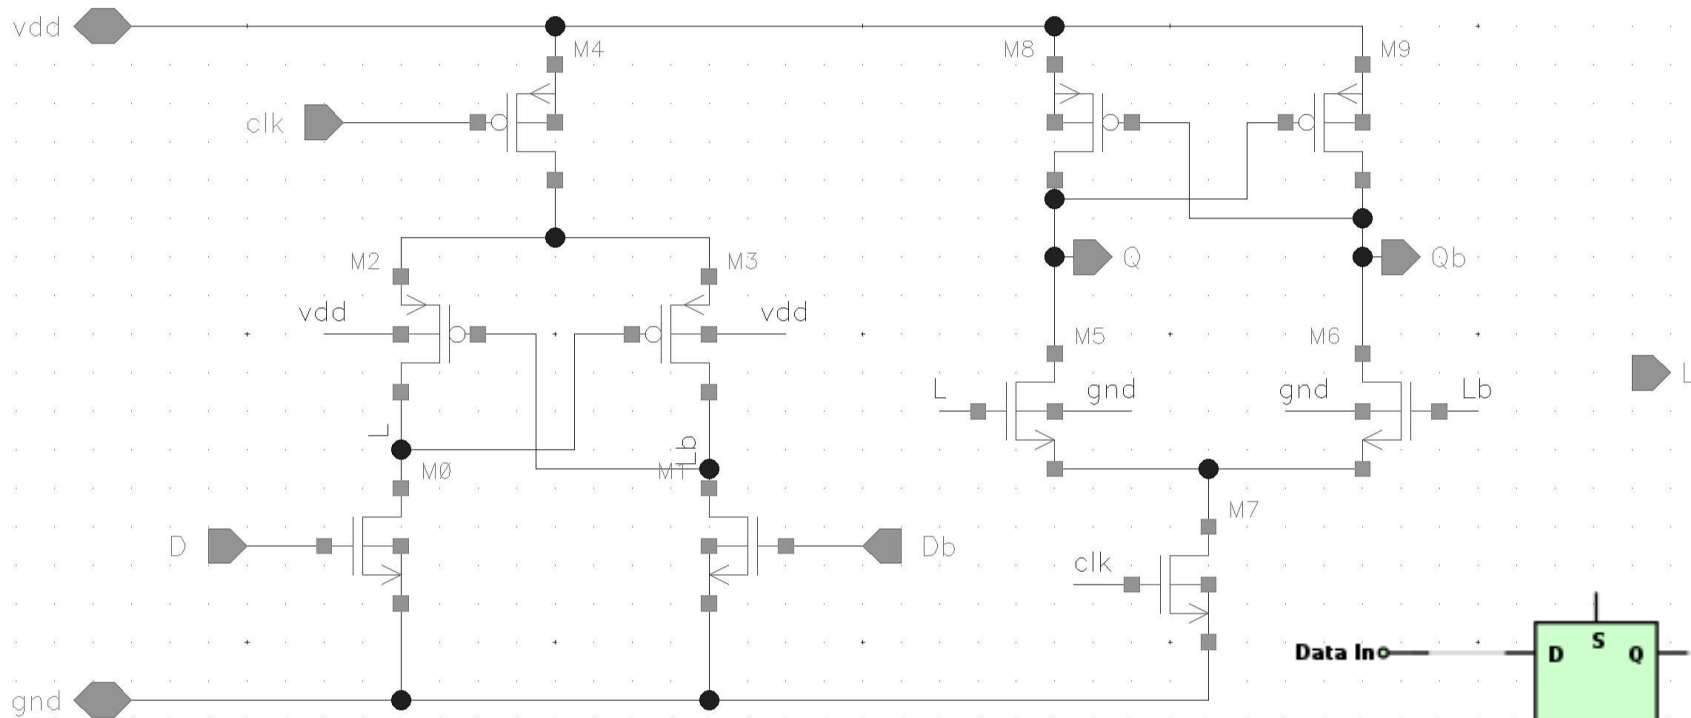 vdd
M4
M8
M9
clk
M2
M3
Q
Qb
vdd
vdd
M5
M6
L
gnd
gnd
Lb
L
L
Lb
M0
M1
M7
D
Db
clk
Data In
D
S
Q
gnd